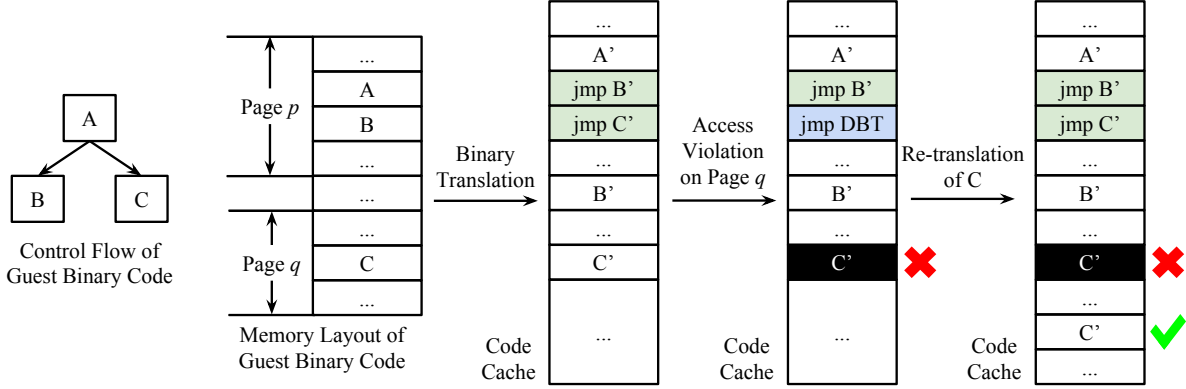 A
B
C
Control Flow of
Guest Binary Code
Page p
Page q
...
A
B
...
...
...
C
...
Memory Layout of
Guest Binary Code
Binary
Translation
...
A’
jmp B’
jmp C’
...
B’
...
C’
...
Code
Cache
Access
Violation
on Page q
...
A’
jmp B’
jmp DBT
...
B’
...
C’
...
Code
Cache
Re-translation
of C
...
A’
jmp B’
jmp C’
...
B’
...
C’
...
C’
...
Code
Cache